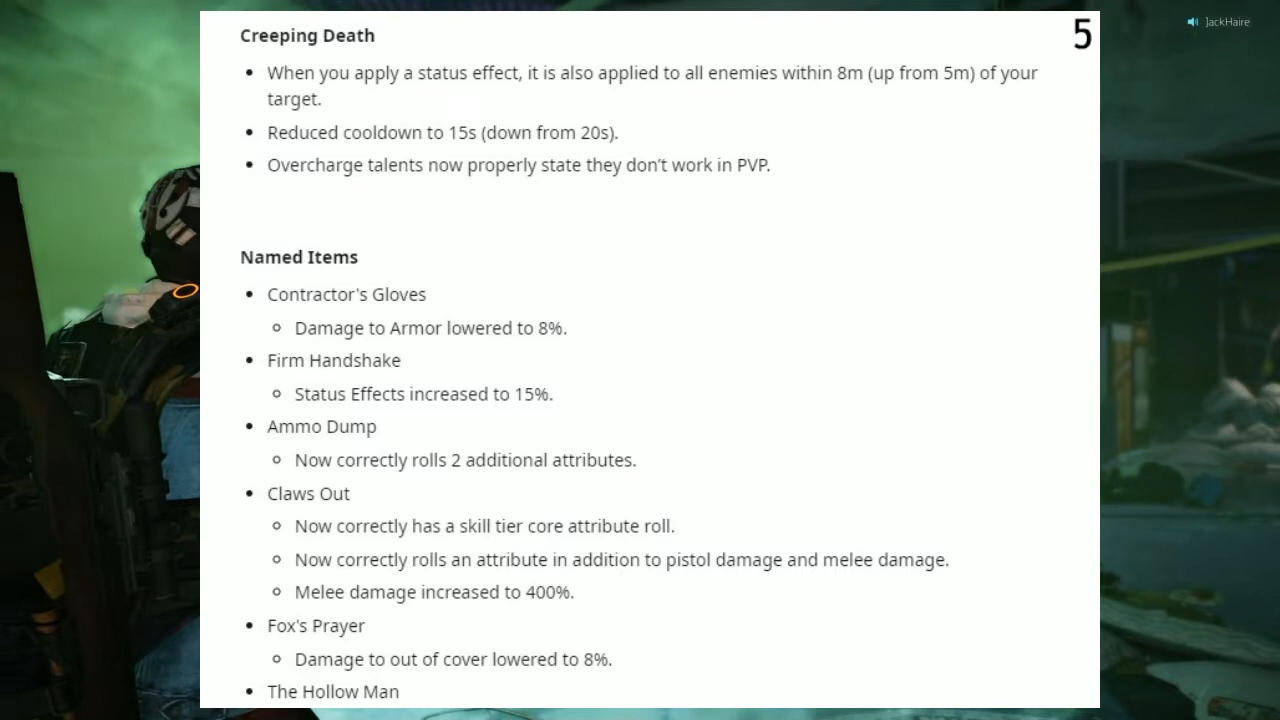 Creeping Death
5
JackHaire
• When you apply a status effect, it is also applied to all enemies within 8m (up from 5m) of your
target.
• Reduced cooldown to 15s (down from 20s).
• Overcharge talents now properly state they don't work in PVP.
Named Items
• Contractor's Gloves
○ Damage to Armor lowered to 8%.
• Firm Handshake
○ Status Effects increased to 15%.
• Ammo Dump
○ Now correctly rolls 2 additional attributes.
• Claws Out
○ Now correctly has a skill tier core attribute roll.
○ Now correctly rolls an attribute in addition to pistol damage and melee damage.
○ Melee damage increased to 400%.
• Fox's Prayer
○ Damage to out of cover lowered to 8%.
• The Hollow Man